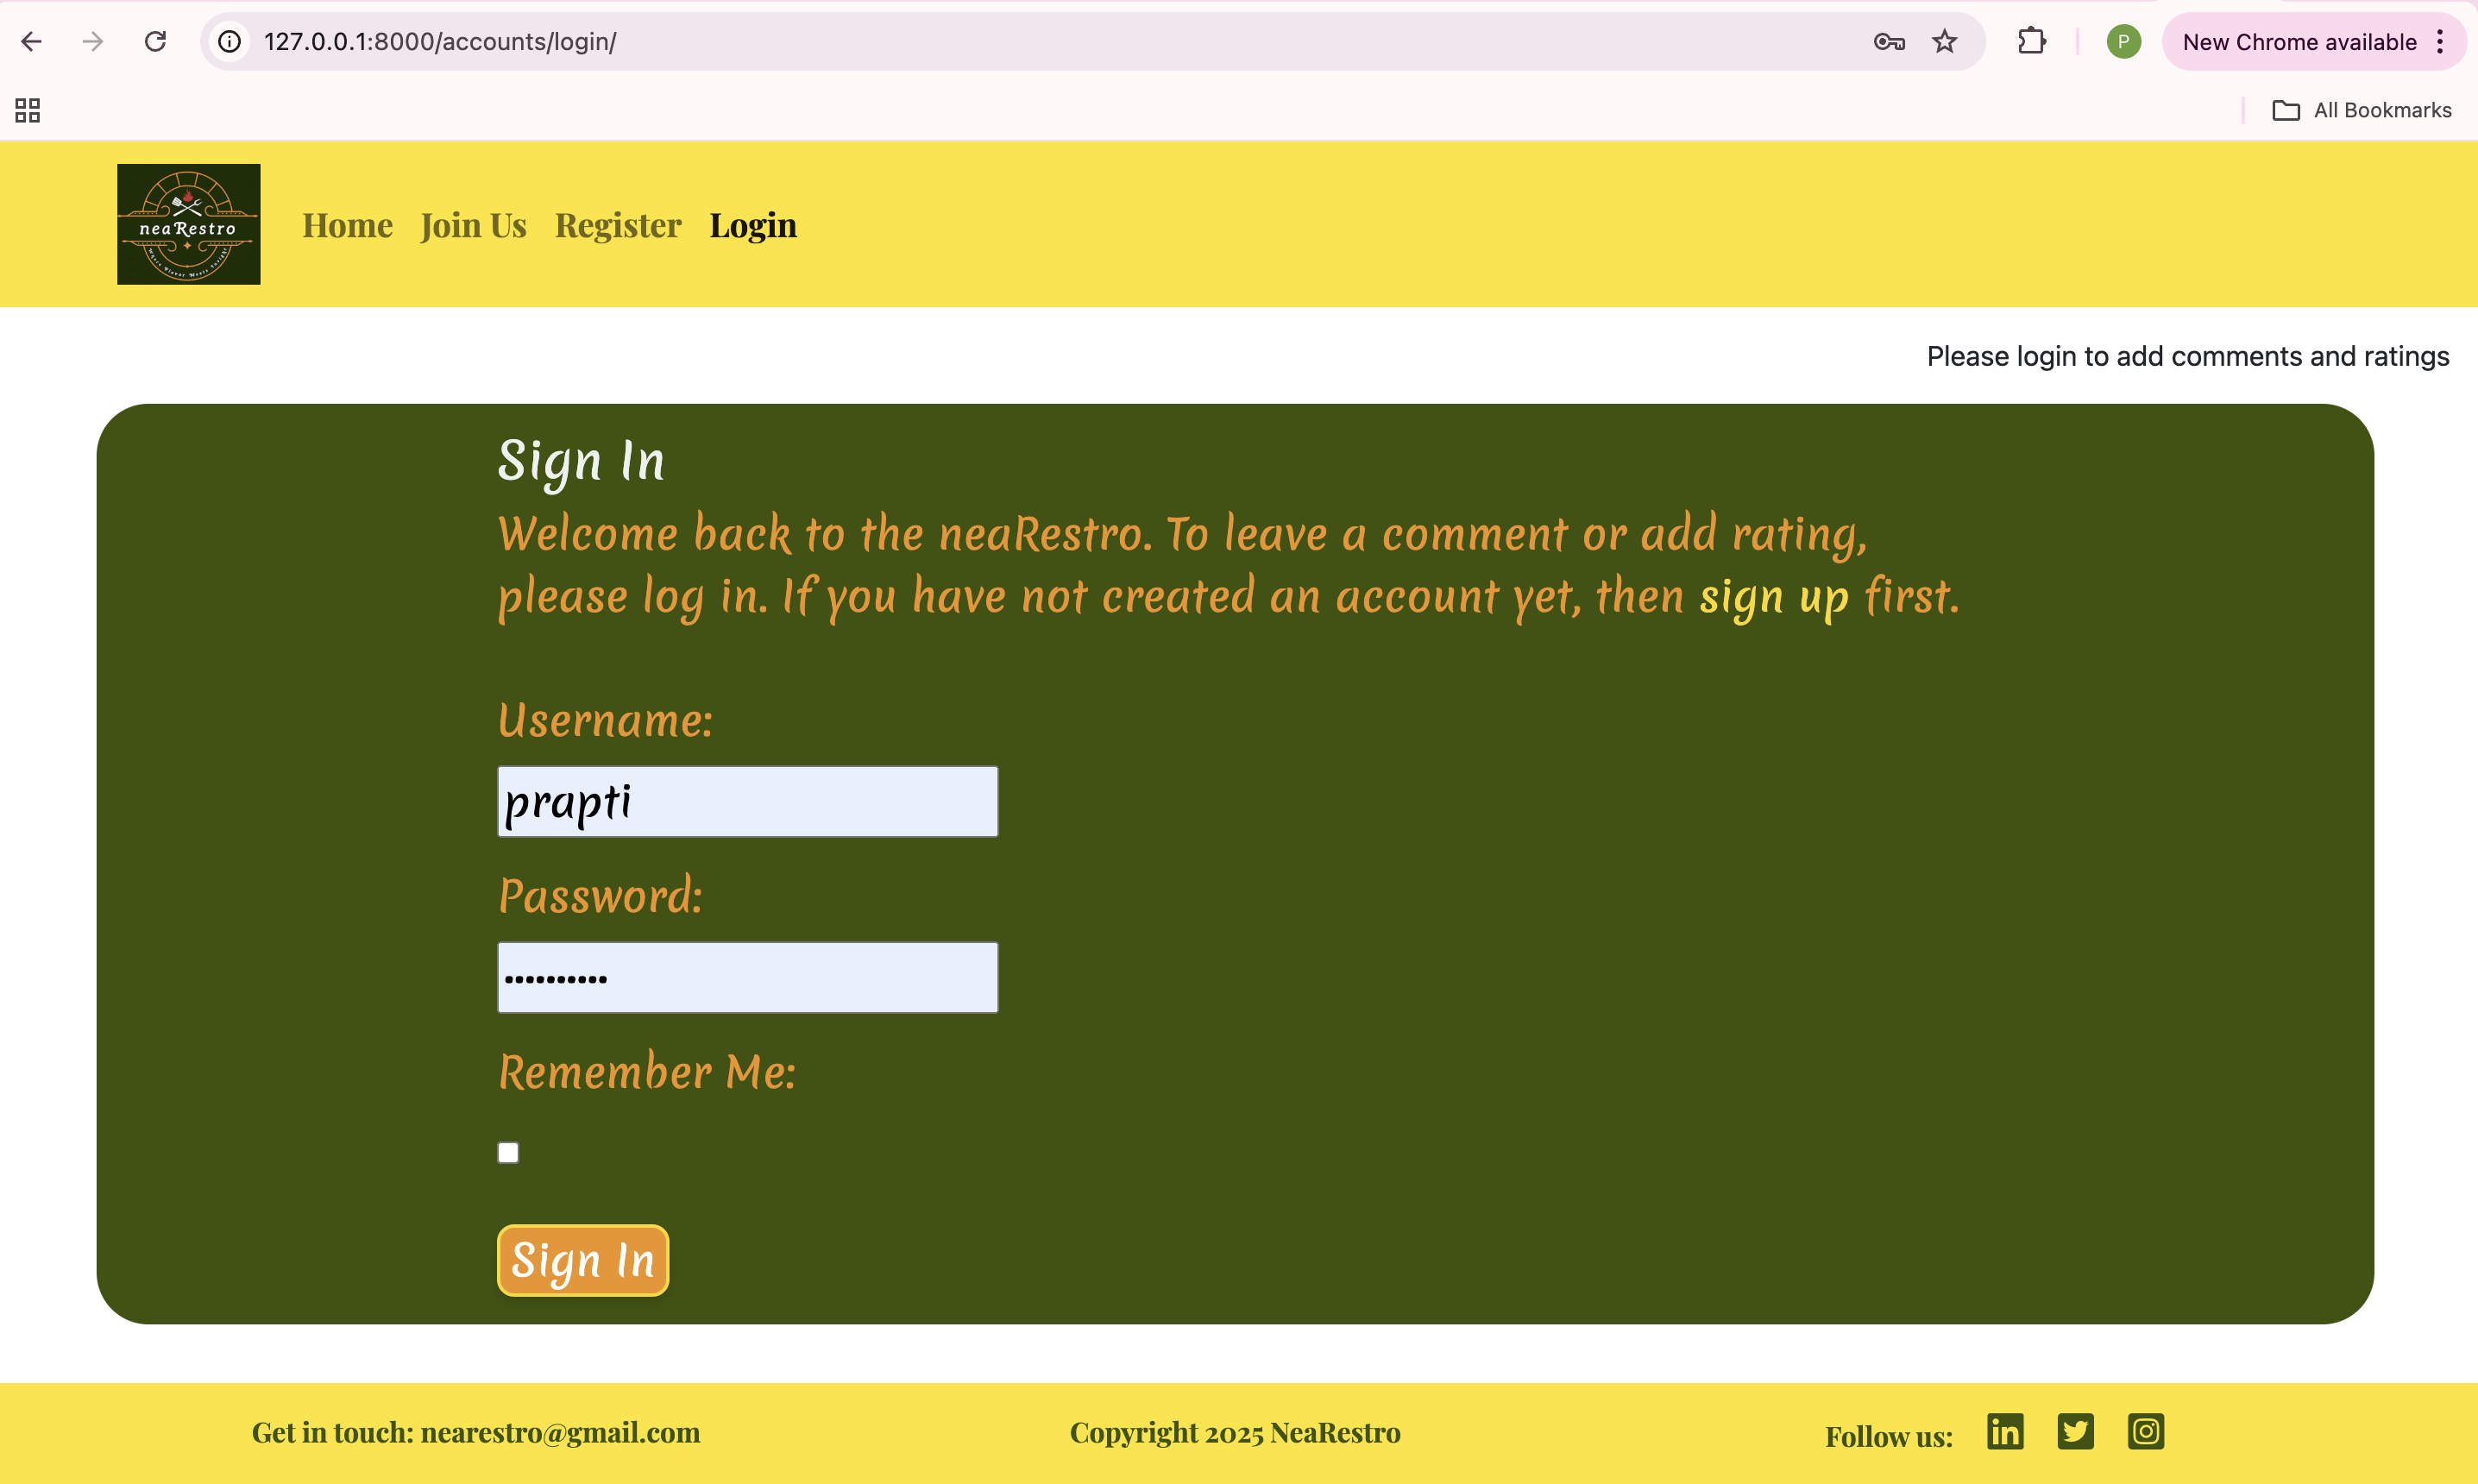 127.0.0.1:8000/accounts/login/
P
New Chrome available
All Bookmarks
neaRestro
Home Join Us Register Login
Please login to add comments and ratings
Sign In
Welcome back to the neaRestro. To leave a comment or add rating,
please log in. If you have not created an account yet, then sign up first.
Username:
prapti
Password:
Remember Me:
Sign In
Get in touch: nearestro@gmail.com
Copyright 2025 NeaRestro
Follow us: